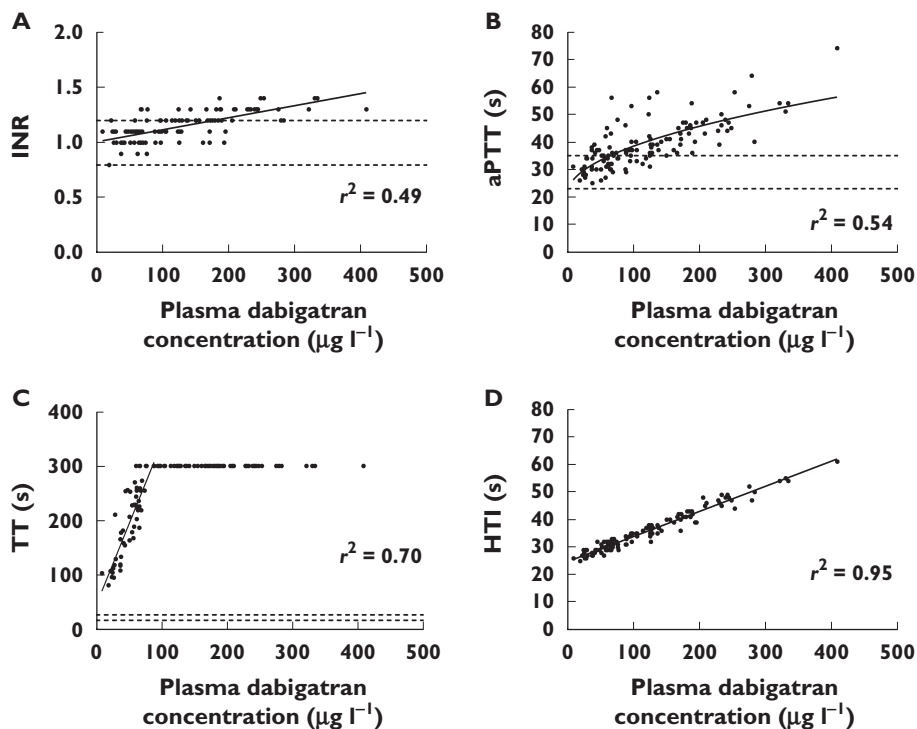 A
2.0
1.5
1.0
0.5
0.0
INR
r² = 0.49
0 100 200 300 400 500
Plasma dabigatran
concentration (μg l⁻¹)
B
80
70
60
50
40
30
20
10
0
aPTT (s)
r² = 0.54
0 100 200 300 400 500
Plasma dabigatran
concentration (μg l⁻¹)
C
400
300
200
100
0
TT (s)
r² = 0.70
0 100 200 300 400 500
Plasma dabigatran
concentration (μg l⁻¹)
D
80
70
60
50
40
30
20
10
0
HTI (s)
r² = 0.95
0 100 200 300 400 500
Plasma dabigatran
concentration (μg l⁻¹)